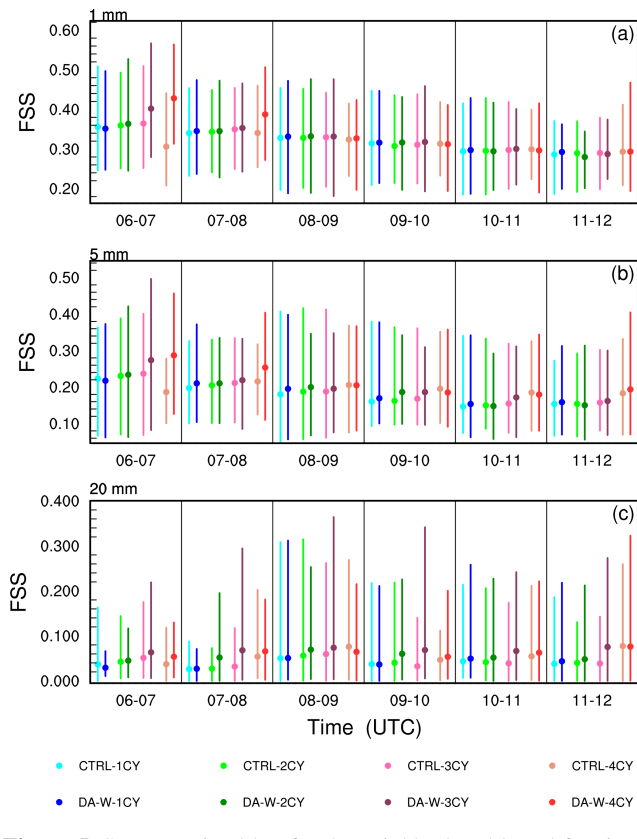 1 mm
(a)
0.60
0.50
0.40
0.30
0.20
FSS
06-07 07-08 08-09 09-10 10-11 11-12
5 mm
(b)
0.50
0.40
0.30
0.20
0.10
FSS
06-07 07-08 08-09 09-10 10-11 11-12
20 mm
(c)
0.400
0.300
0.200
0.100
0.000
FSS
06-07 07-08 08-09 09-10 10-11 11-12
Time (UTC)
CTRL-1CY CTRL-2CY CTRL-3CY CTRL-4CY
DA-W-1CY DA-W-2CY DA-W-3CY DA-W-4CY